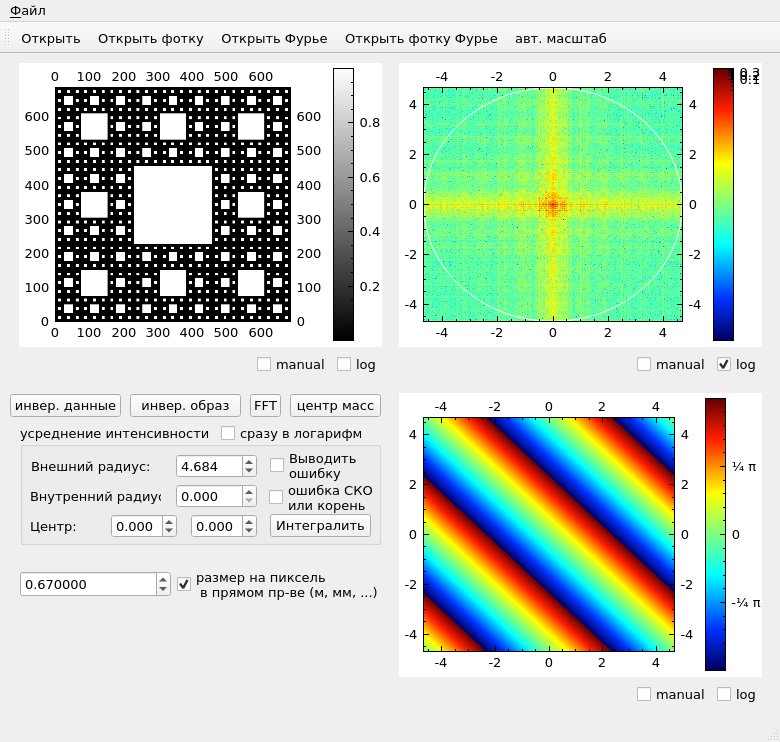 Файл
Открыть Открыть фотку Открыть Фурье Открыть фотку Фурье авт. масштаб
0 100 200 300 400 500 600
600
500
400
300
200
100
0
0 100 200 300 400 500 600
600
500
400
300
200
100
0
0.8
0.6
0.4
0.2
manual log
-4 -2 0 2 4
4
2
0
-2
-4
-4 -2 0 2 4
4
2
0
-2
-4
manual log
инвер. данные инвер. образ FFT центр масс
усреднение интенсивности сразу в логарифм
Внешний радиус: 4.684 Выводить
ошибку
Внутренний радиус 0.000 ошибка СКО
или корень
Центр: 0.000 0.000 Интегралить
0.670000 размер на пиксель
в прямом пр-ве (м, мм, ...)
-4 -2 0 2 4
4
2
0
-2
-4
-4 -2 0 2 4
4
2
0
-2
-4
¼ π
0
-¼ π
manual log